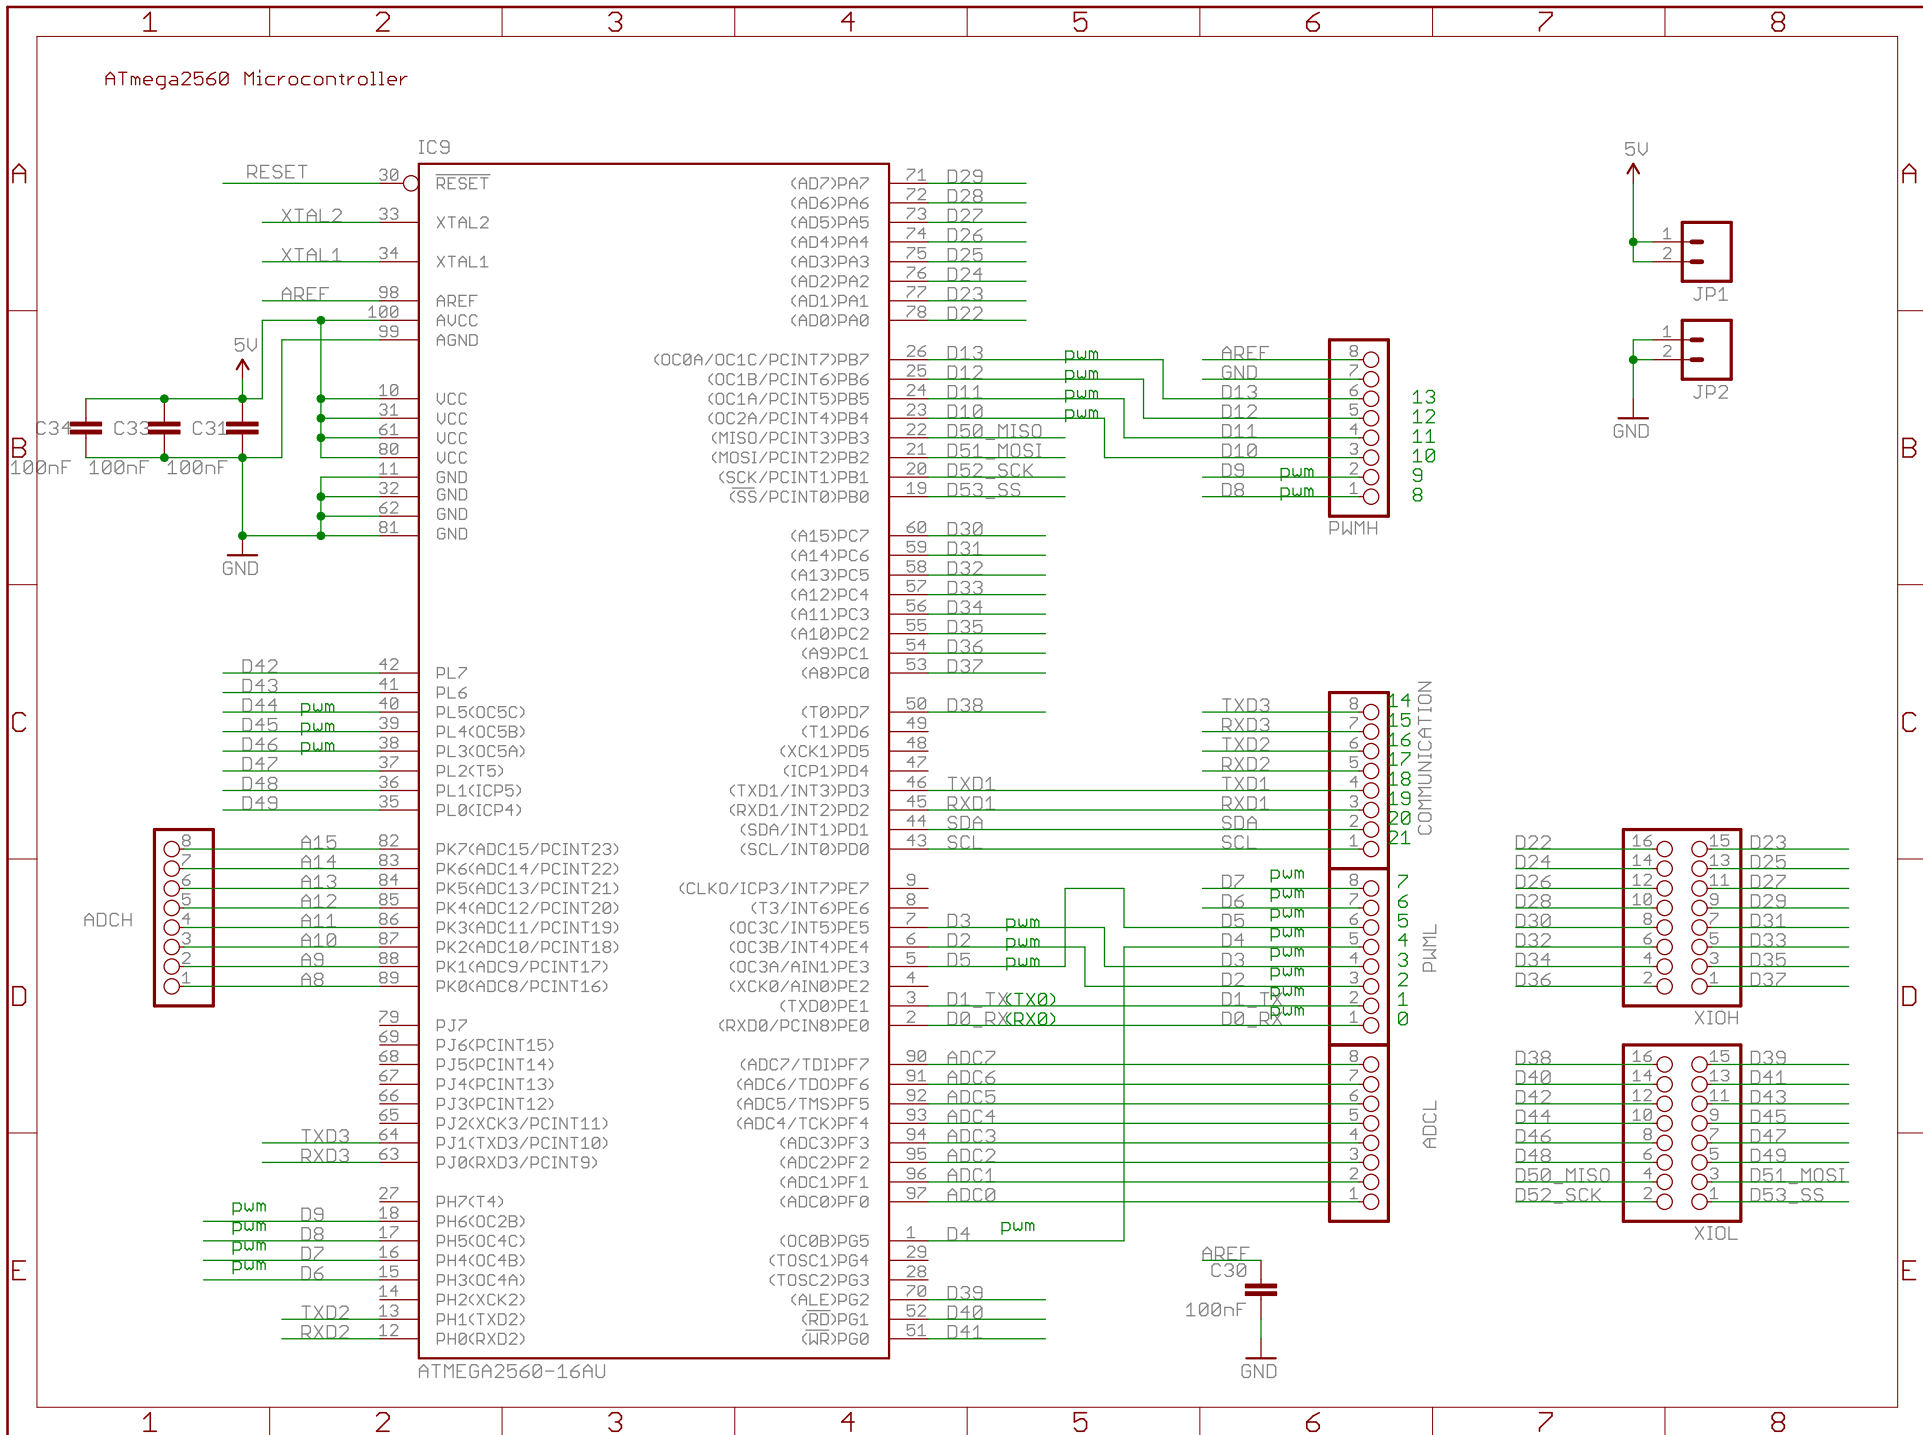 1 2 3 4 5 6 7 8
ATmega2560 Microcontroller
A A
B B
C C
D D
E E
IC9
RESET 30 RESET
XTAL2 33 XTAL2
XTAL1 34 XTAL1
AREF 98 AREF
100 AVCC
99 AGND
5V
10 VCC
31 VCC
61 VCC
80 VCC
11 GND
32 GND
62 GND
81 GND
C34 C33 C31
100nF 100nF 100nF
GND
D42 42 PL7
D43 41 PL6
D44 pwm 40 PL5(OC5C)
D45 pwm 39 PL4(OC5B)
D46 pwm 38 PL3(OC5A)
D47 37 PL2(T5)
D48 36 PL1(ICP5)
D49 35 PL0(ICP4)
ADCH
8 A15 82 PK7(ADC15/PCINT23)
7 A14 83 PK6(ADC14/PCINT22)
6 A13 84 PK5(ADC13/PCINT21)
5 A12 85 PK4(ADC12/PCINT20)
4 A11 86 PK3(ADC11/PCINT19)
3 A10 87 PK2(ADC10/PCINT18)
2 A9 88 PK1(ADC9/PCINT17)
1 A8 89 PK0(ADC8/PCINT16)
79 PJ7
69 PJ6(PCINT15)
68 PJ5(PCINT14)
67 PJ4(PCINT13)
66 PJ3(PCINT12)
65 PJ2(XCK3/PCINT11)
TXD3 64 PJ1(TXD3/PCINT10)
RXD3 63 PJ0(RXD3/PCINT9)
27 PH7(T4)
pwm D9 18 PH6(OC2B)
pwm D8 17 PH5(OC4C)
pwm D7 16 PH4(OC4B)
pwm D6 15 PH3(OC4A)
14 PH2(XCK2)
TXD2 13 PH1(TXD2)
RXD2 12 PH0(RXD2)
ATMEGA2560-16AU
(AD7)PA7 71 D29
(AD6)PA6 72 D28
(AD5)PA5 73 D27
(AD4)PA4 74 D26
(AD3)PA3 75 D25
(AD2)PA2 76 D24
(AD1)PA1 77 D23
(AD0)PA0 78 D22
(OC0A/OC1C/PCINT7)PB7 26 D13 pwm
(OC1B/PCINT6)PB6 25 D12 pwm
(OC1A/PCINT5)PB5 24 D11 pwm
(OC2A/PCINT4)PB4 23 D10 pwm
(MISO/PCINT3)PB3 22 D50_MISO
(MOSI/PCINT2)PB2 21 D51_MOSI
(SCK/PCINT1)PB1 20 D52_SCK
(SS/PCINT0)PB0 19 D53_SS
(A15)PC7 60 D30
(A14)PC6 59 D31
(A13)PC5 58 D32
(A12)PC4 57 D33
(A11)PC3 56 D34
(A10)PC2 55 D35
(A9)PC1 54 D36
(A8)PC0 53 D37
(T0)PD7 50 D38
(T1)PD6 49
(XCK1)PD5 48
(ICP1)PD4 47
(TXD1/INT3)PD3 46 TXD1
(RXD1/INT2)PD2 45 RXD1
(SDA/INT1)PD1 44 SDA
(SCL/INT0)PD0 43 SCL
(CLKO/ICP3/INT7)PE7 9
(T3/INT6)PE6 8
(OC3C/INT5)PE5 7 D3 pwm
(OC3B/INT4)PE4 6 D2 pwm
(OC3A/AIN1)PE3 5 D5 pwm
(XCK0/AIN0)PE2 4
(TXD0)PE1 3 D1_TX (TX0)
(RXD0/PCIN8)PE0 2 D0_RX (RX0)
(ADC7/TDI)PF7 90 ADC7
(ADC6/TDO)PF6 91 ADC6
(ADC5/TMS)PF5 92 ADC5
(ADC4/TCK)PF4 93 ADC4
(ADC3)PF3 94 ADC3
(ADC2)PF2 95 ADC2
(ADC1)PF1 96 ADC1
(ADC0)PF0 97 ADC0
(OC0B)PG5 1 D4 pwm
(TOSC1)PG4 29
(TOSC2)PG3 28
(ALE)PG2 70 D39
(RD)PG1 52 D40
(WR)PG0 51 D41
AREF 8
GND 7
D13 6 13
D12 5 12
D11 4 11
D10 3 10
D9 pwm 2 9
D8 pwm 1 8
PWMH
TXD3 8 14
RXD3 7 15
TXD2 6 16
RXD2 5 17
TXD1 4 18
RXD1 3 19
SDA 2 20
SCL 1 21
COMMUNICATION
D7 pwm 8 7
D6 pwm 7 6
D5 pwm 6 5
D4 pwm 5 4
D3 pwm 4 3
D2 pwm 3 2
D1_TX pwm 2 1
D0_RX pwm 1 0
PWML
8
7
6
5
4
3
2
1
ADCL
AREF
C30
100nF
GND
5V
1
2
JP1
1
2
JP2
GND
D22 16 15 D23
D24 14 13 D25
D26 12 11 D27
D28 10 9 D29
D30 8 7 D31
D32 6 5 D33
D34 4 3 D35
D36 2 1 D37
XIOH
D38 16 15 D39
D40 14 13 D41
D42 12 11 D43
D44 10 9 D45
D46 8 7 D47
D48 6 5 D49
D50_MISO 4 3 D51_MOSI
D52_SCK 2 1 D53_SS
XIOL
1 2 3 4 5 6 7 8